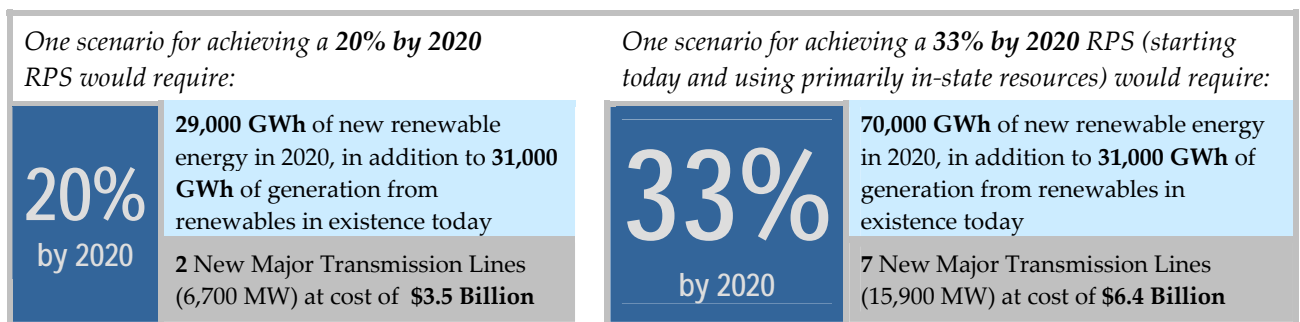 One scenario for achieving a 20% by 2020
RPS would require:
20%
by 2020
29,000 GWh of new renewable
energy in 2020, in addition to 31,000
GWh of generation from
renewables in existence today
2 New Major Transmission Lines
(6,700 MW) at cost of $3.5 Billion
One scenario for achieving a 33% by 2020 RPS (starting
today and using primarily in-state resources) would require:
33%
by 2020
70,000 GWh of new renewable energy
in 2020, in addition to 31,000 GWh of
generation from renewables in
existence today
7 New Major Transmission Lines
(15,900 MW) at cost of $6.4 Billion